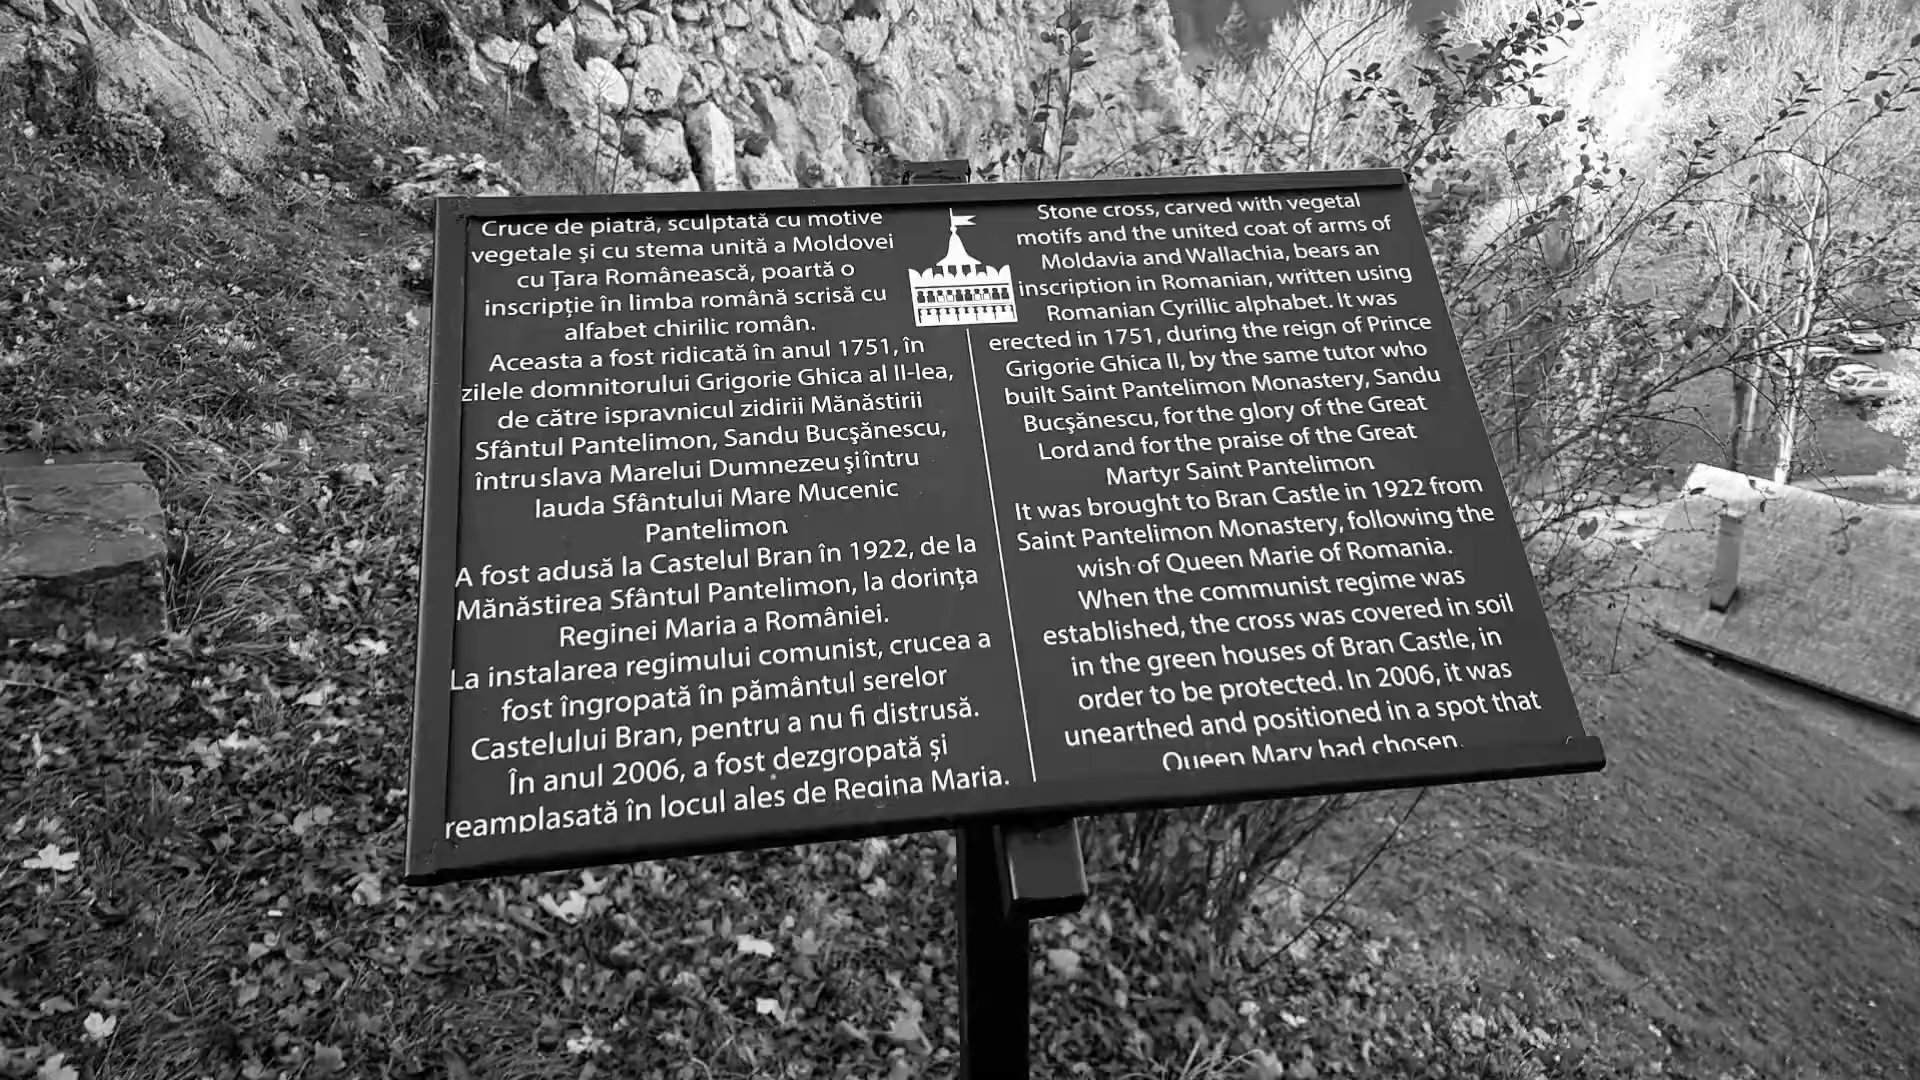 Cruce de piatră, sculptată cu motive
vegetale şi cu stema unită a Moldovei
cu Ţara Românească, poartă o
inscripţie în limba română scrisă cu
alfabet chirilic român.
Aceasta a fost ridicată în anul 1751, în
zilele domnitorului Grigorie Ghica al II-lea,
de către ispravnicul zidirii Mănăstirii
Sfântul Pantelimon, Sandu Bucşănescu,
întru slava Marelui Dumnezeu şi întru
lauda Sfântului Mare Mucenic
Pantelimon
A fost adusă la Castelul Bran în 1922, de la
Mănăstirea Sfântul Pantelimon, la dorinţa
Reginei Maria a României.
La instalarea regimului comunist, crucea a
fost îngropată în pământul serelor
Castelului Bran, pentru a nu fi distrusă.
În anul 2006, a fost dezgropată şi
reamplasată în locul ales de Regina Maria.
Stone cross, carved with vegetal
motifs and the united coat of arms of
Moldavia and Wallachia, bears an
inscription in Romanian, written using
Romanian Cyrillic alphabet. It was
erected in 1751, during the reign of Prince
Grigorie Ghica II, by the same tutor who
built Saint Pantelimon Monastery, Sandu
Bucşănescu, for the glory of the Great
Lord and for the praise of the Great
Martyr Saint Pantelimon
It was brought to Bran Castle in 1922 from
Saint Pantelimon Monastery, following the
wish of Queen Marie of Romania.
When the communist regime was
established, the cross was covered in soil
in the green houses of Bran Castle, in
order to be protected. In 2006, it was
unearthed and positioned in a spot that
Queen Mary had chosen.